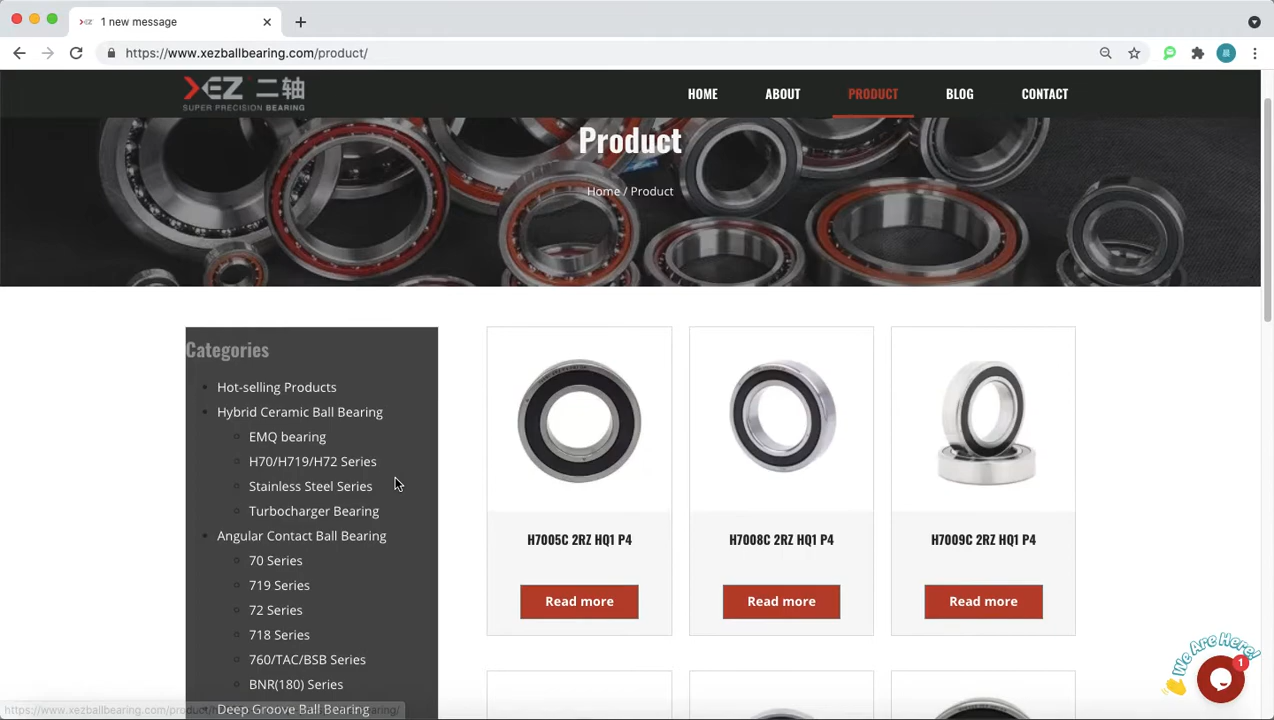 1 new message
https://www.xezballbearing.com/product/
XEZ 二轴
SUPER PRECISION BEARING
HOME ABOUT PRODUCT BLOG CONTACT
Product
Home / Product
Categories
Hot-selling Products
Hybrid Ceramic Ball Bearing
EMQ bearing
H70/H719/H72 Series
Stainless Steel Series
Turbocharger Bearing
Angular Contact Ball Bearing
70 Series
719 Series
72 Series
718 Series
760/TAC/BSB Series
BNR(180) Series
Deep Groove Ball Bearing
H7005C 2RZ HQ1 P4
Read more
H7008C 2RZ HQ1 P4
Read more
H7009C 2RZ HQ1 P4
Read more
We Are Here!
1